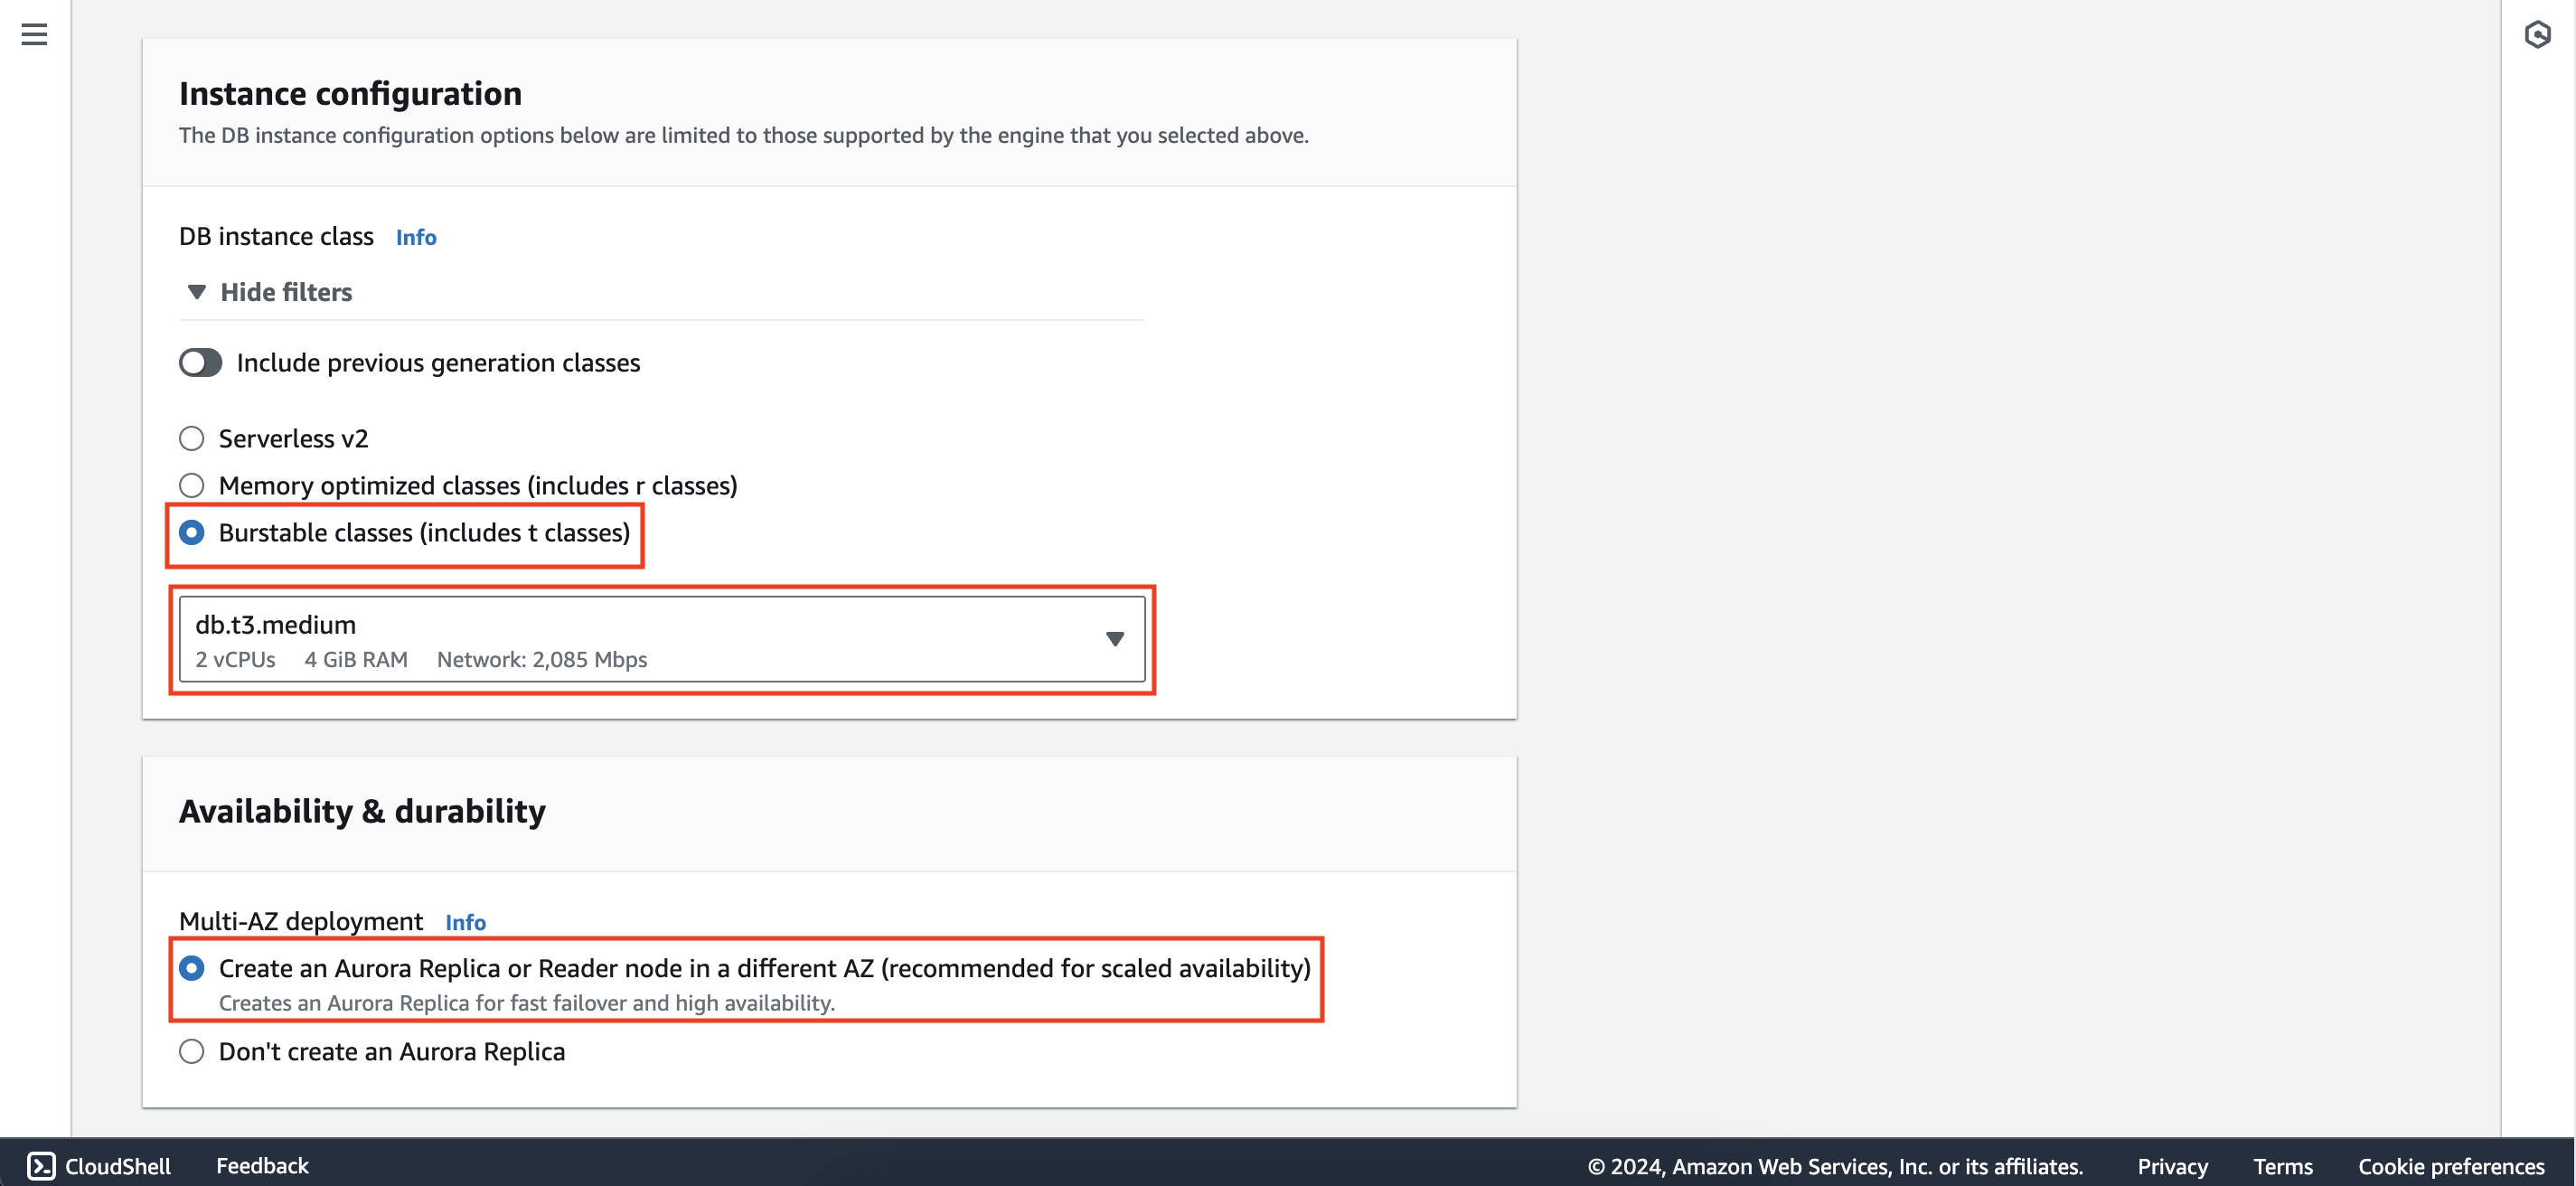 Instance configuration
The DB instance configuration options below are limited to those supported by the engine that you selected above.
DB instance class Info
Hide filters
Include previous generation classes
Serverless v2
Memory optimized classes (includes r classes)
Burstable classes (includes t classes)
db.t3.medium
2 vCPUs 4 GiB RAM Network: 2,085 Mbps
Availability & durability
Multi-AZ deployment Info
Create an Aurora Replica or Reader node in a different AZ (recommended for scaled availability)
Creates an Aurora Replica for fast failover and high availability.
Don't create an Aurora Replica
CloudShell Feedback © 2024, Amazon Web Services, Inc. or its affiliates. Privacy Terms Cookie preferences